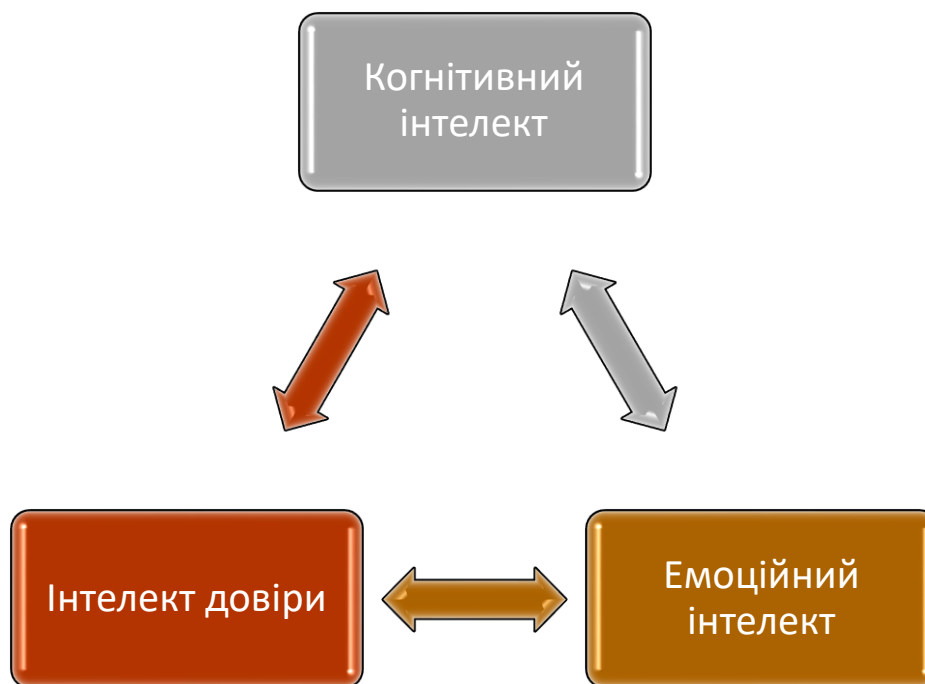 Когнітивний
інтелект
Інтелект довіри
Емоційний
інтелект